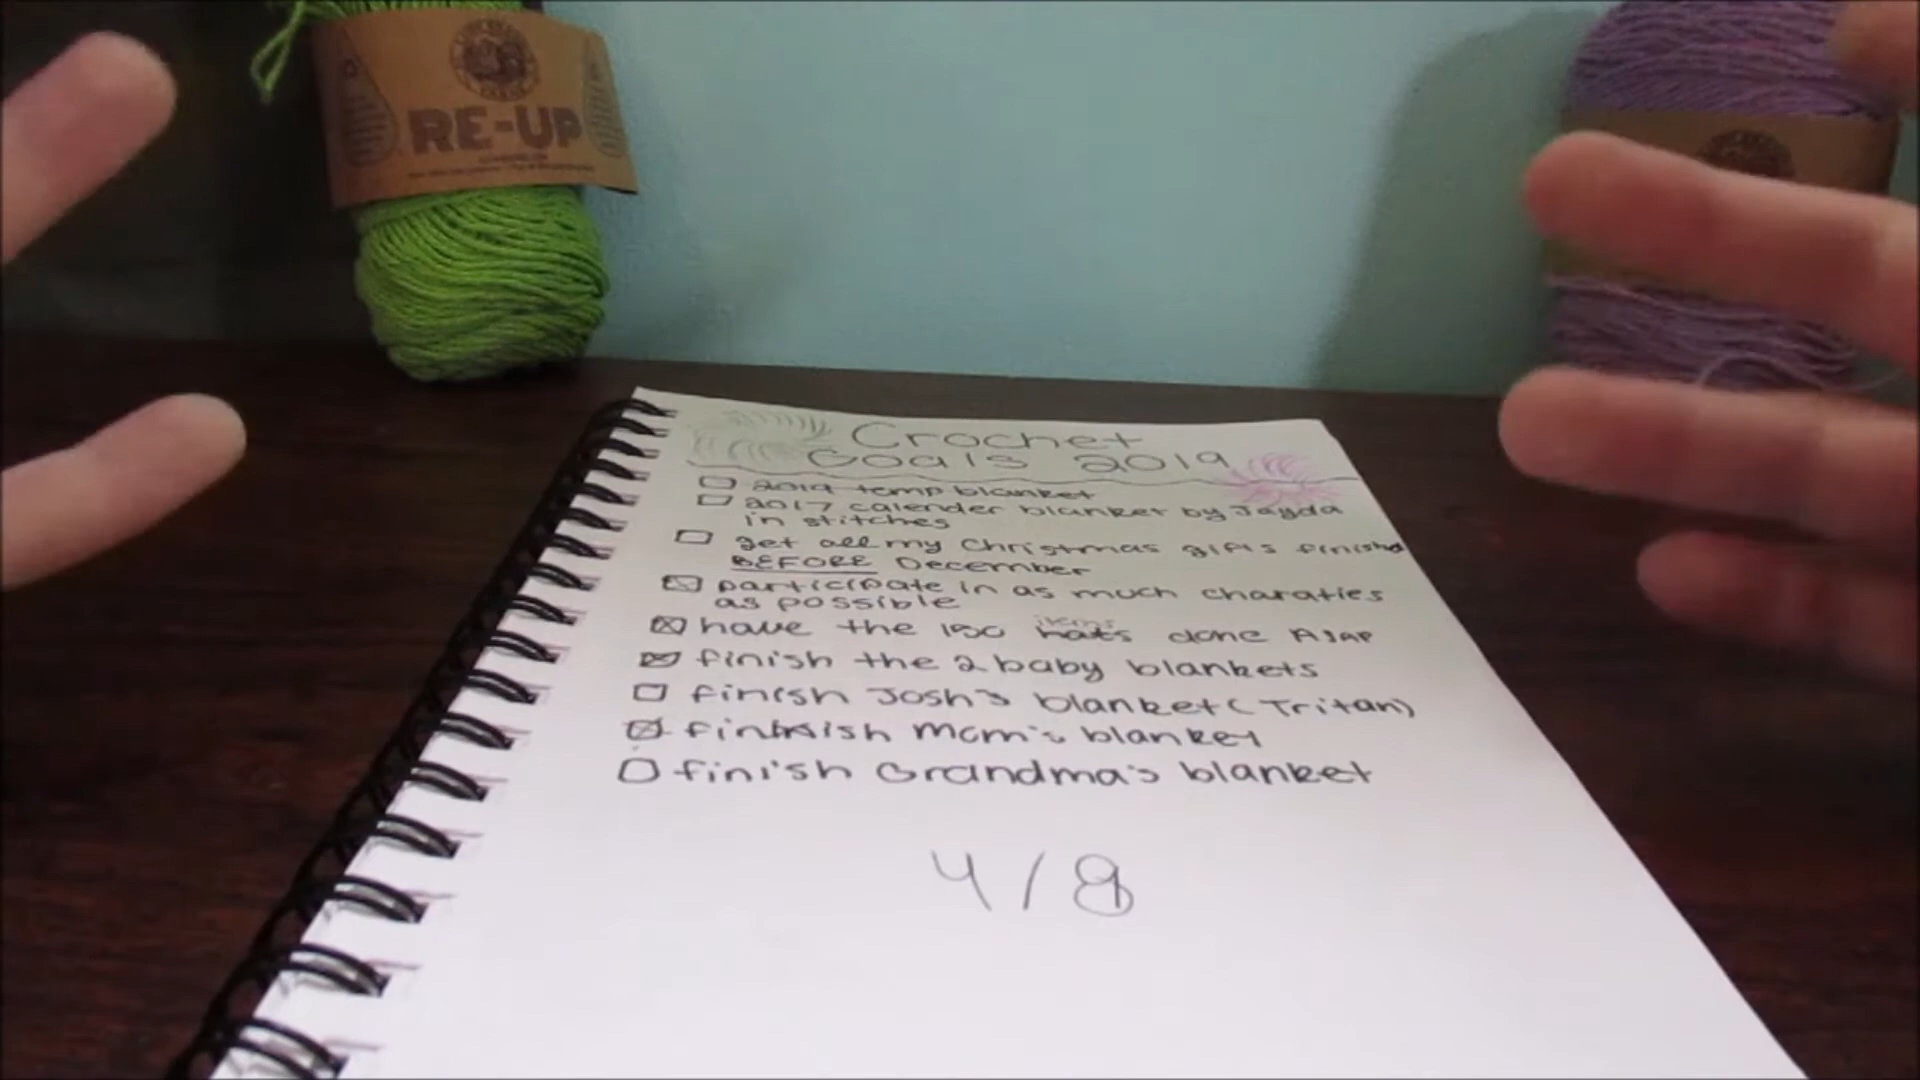 RE-UP
Crochet
Goals 2019
2019 temp blanket
2017 calender blanket by Jayda
in stitches
get all my Christmas gifts finished
BEFORE December
participate in as much charaties
as possible
items
have the 150 hats done ASAP
finish the 2 baby blankets
finish Josh's blanket (Tritan)
finish Mom's blanket
finish Grandma's blanket
4/9